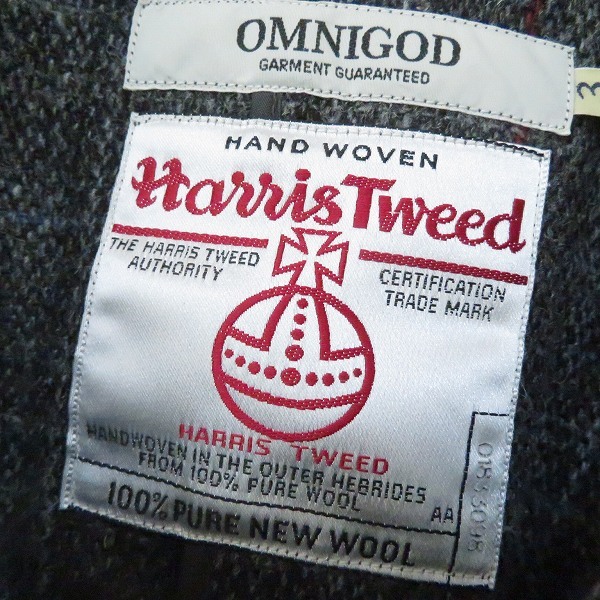 OMNIGOD
GARMENT GUARANTEED
3
HAND WOVEN
Harris Tweed
THE HARRIS TWEED
AUTHORITY
CERTIFICATION
TRADE MARK
HARRIS TWEED
HANDWOVEN IN THE OUTER HEBRIDES
FROM 100% PURE WOOL
AA
100% PURE NEW WOOL